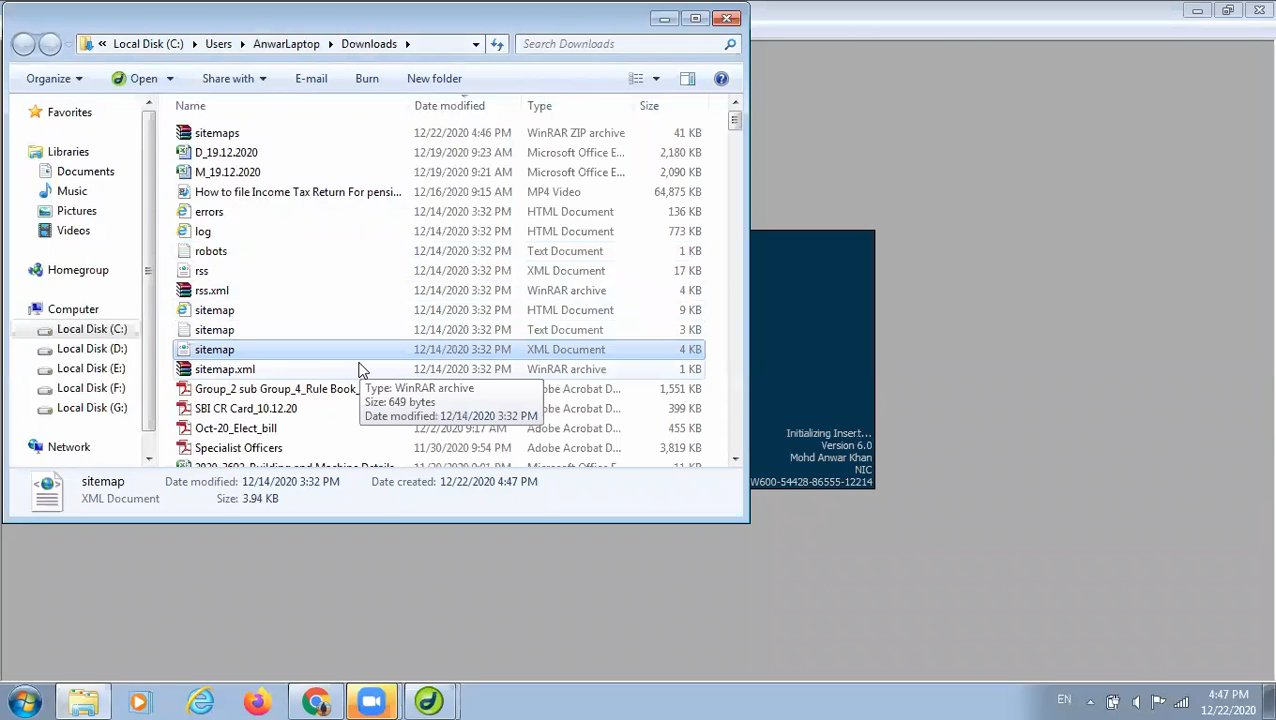 « Local Disk (C:) Users AnwarLaptop Downloads Search Downloads
Organize Open Share with E-mail Burn New folder
Name Date modified Type Size
sitemaps 12/22/2020 4:46 PM WinRAR ZIP archive 41 KB
D_19.12.2020 12/19/2020 9:23 AM Microsoft Office E... 2,180 KB
M_19.12.2020 12/19/2020 9:21 AM Microsoft Office E... 2,090 KB
How to file Income Tax Return For pensi... 12/16/2020 9:15 AM MP4 Video 64,875 KB
errors 12/14/2020 3:32 PM HTML Document 136 KB
log 12/14/2020 3:32 PM HTML Document 773 KB
robots 12/14/2020 3:32 PM Text Document 1 KB
rss 12/14/2020 3:32 PM XML Document 17 KB
rss.xml 12/14/2020 3:32 PM WinRAR archive 4 KB
sitemap 12/14/2020 3:32 PM HTML Document 9 KB
sitemap 12/14/2020 3:32 PM Text Document 3 KB
sitemap 12/14/2020 3:32 PM XML Document 4 KB
sitemap.xml 12/14/2020 3:32 PM WinRAR archive 1 KB
Group_2 sub Group_4_Rule Book_ Adobe Acrobat D... 1,551 KB
SBI CR Card_10.12.20 Adobe Acrobat D... 399 KB
Oct-20_Elect_bill 12/2/2020 9:17 AM Adobe Acrobat D... 455 KB
Specialist Officers 11/30/2020 9:54 PM Adobe Acrobat D... 3,819 KB
Type: WinRAR archive
Size: 649 bytes
Date modified: 12/14/2020 3:32 PM
Favorites
Libraries
Documents
Music
Pictures
Videos
Homegroup
Computer
Local Disk (C:)
Local Disk (D:)
Local Disk (E:)
Local Disk (F:)
Local Disk (G:)
Network
sitemap Date modified: 12/14/2020 3:32 PM Date created: 12/22/2020 4:47 PM
XML Document Size: 3.94 KB
Initializing Insert...
Version 6.0
Mohd Anwar Khan
NIC
W600-54428-86555-12214
EN
4:47 PM
12/22/2020